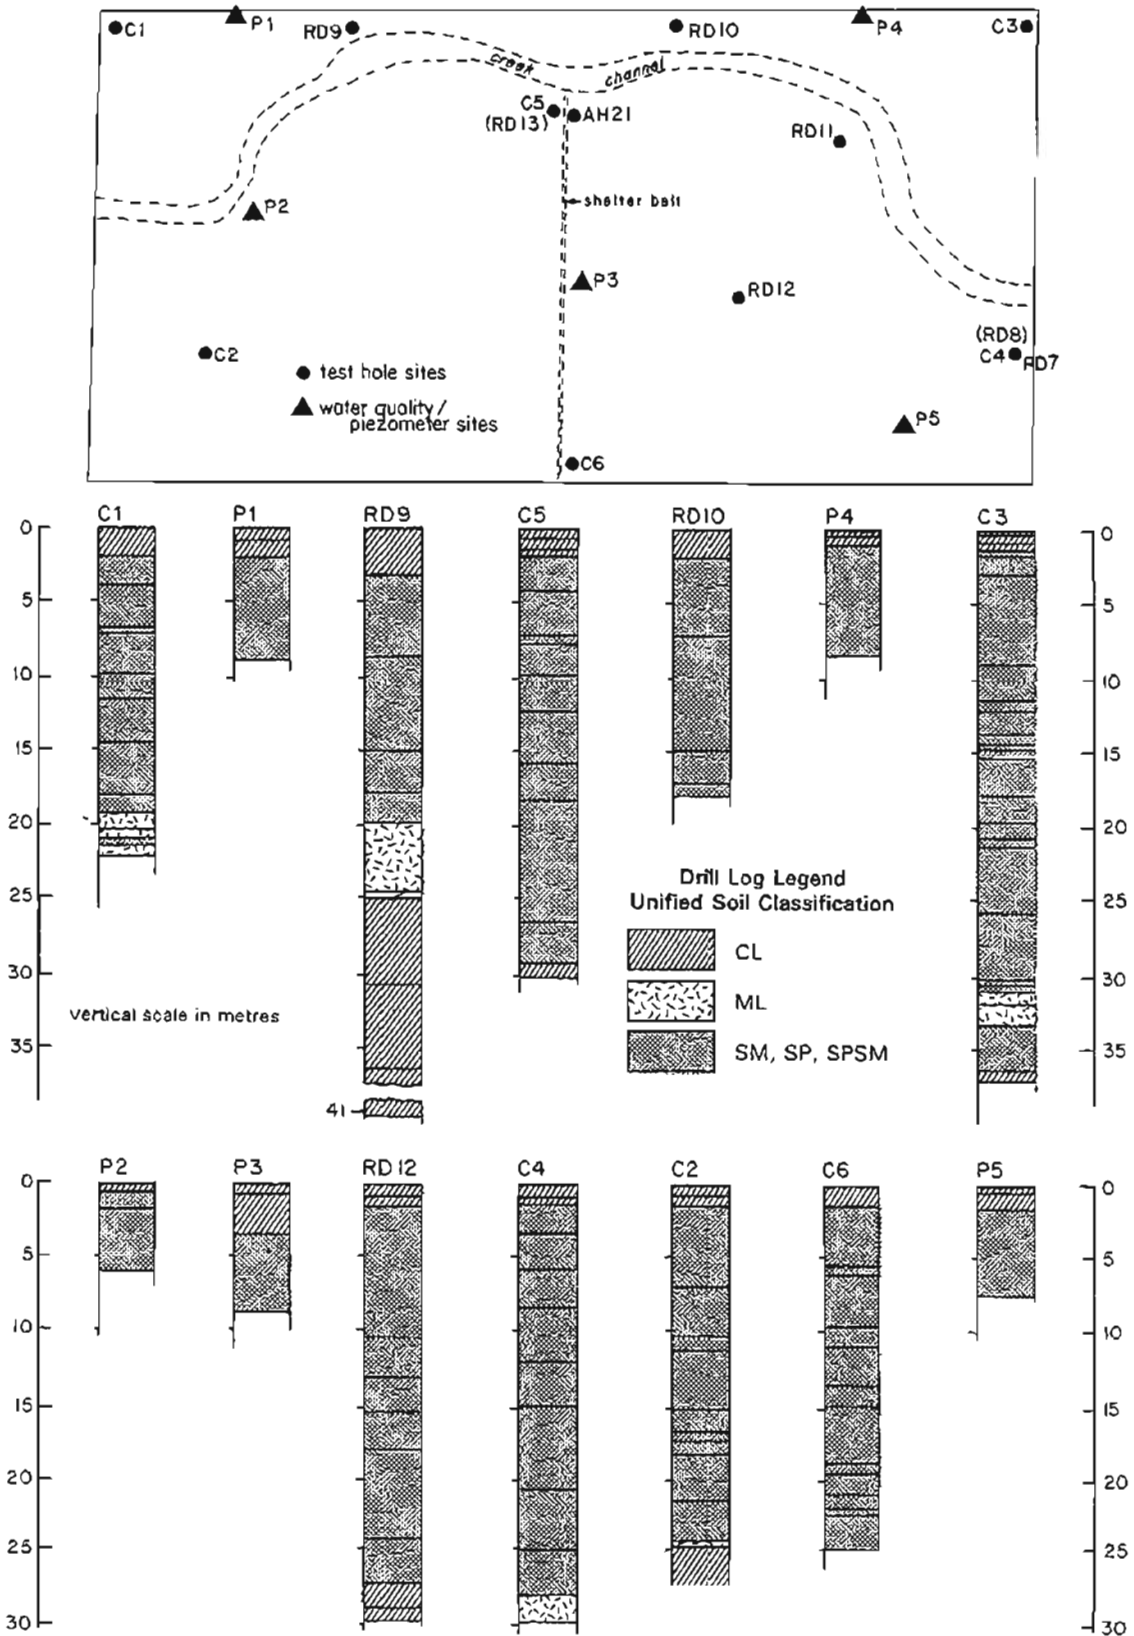 C1
P1
RD9
RD10
P4
C3
creek
channel
C5
(RD13)
AH21
RD11
shelter belt
P2
P3
RD12
(RD8)
C4
RD7
C2
test hole sites
water quality/
piezometer sites
P5
C6
C1
P1
RD9
C5
RD10
P4
C3
0
5
10
15
20
25
30
35
vertical scale in metres
41
0
5
10
15
20
25
30
35
Drill Log Legend
Unified Soil Classification
CL
ML
SM, SP, SPSM
P2
P3
RD12
C4
C2
C6
P5
0
5
10
15
20
25
30
0
5
10
15
20
25
30